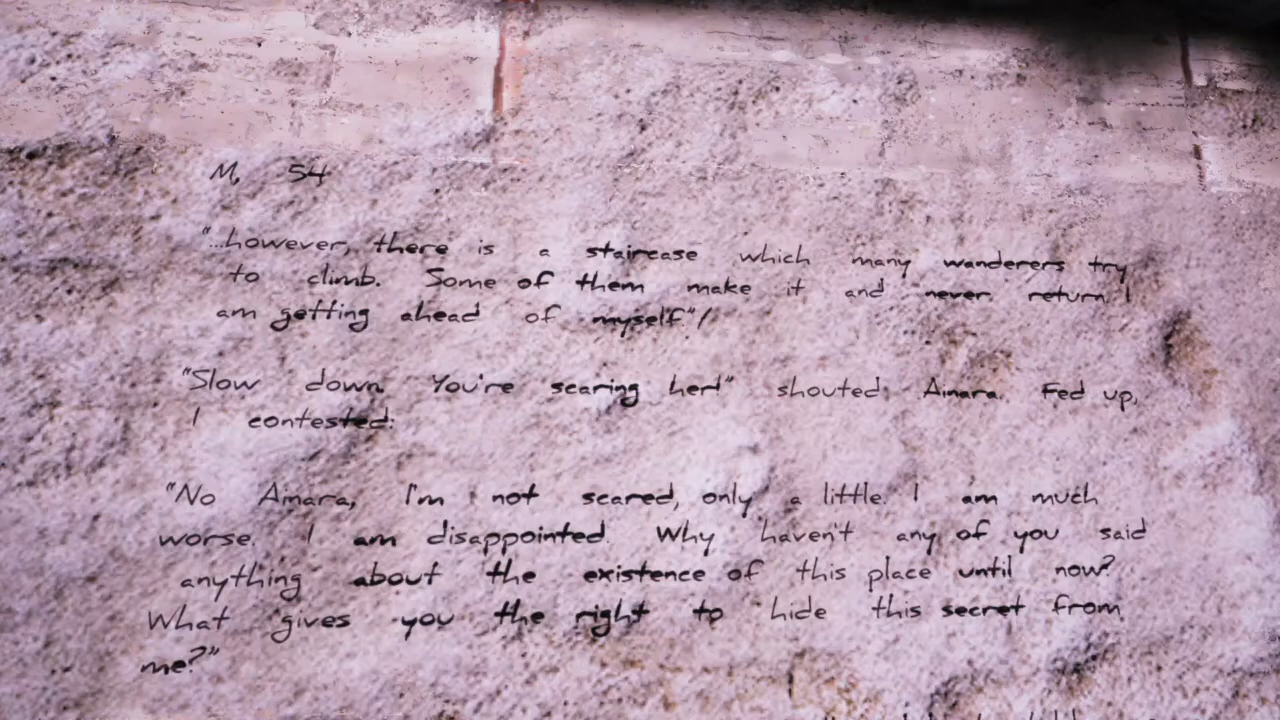 M, 54
"...however, there is a staircase which many wanderers try
to climb. Some of them make it and never return. I
am getting ahead of myself."/
"Slow down. You're scaring her!" shouted Ainara. Fed up,
I contested:
"No Ainara, I'm not scared, only a little. I am much
worse. I am disappointed. Why haven't any of you said
anything about the existence of this place until now?
What gives you the right to hide this secret from
me?"